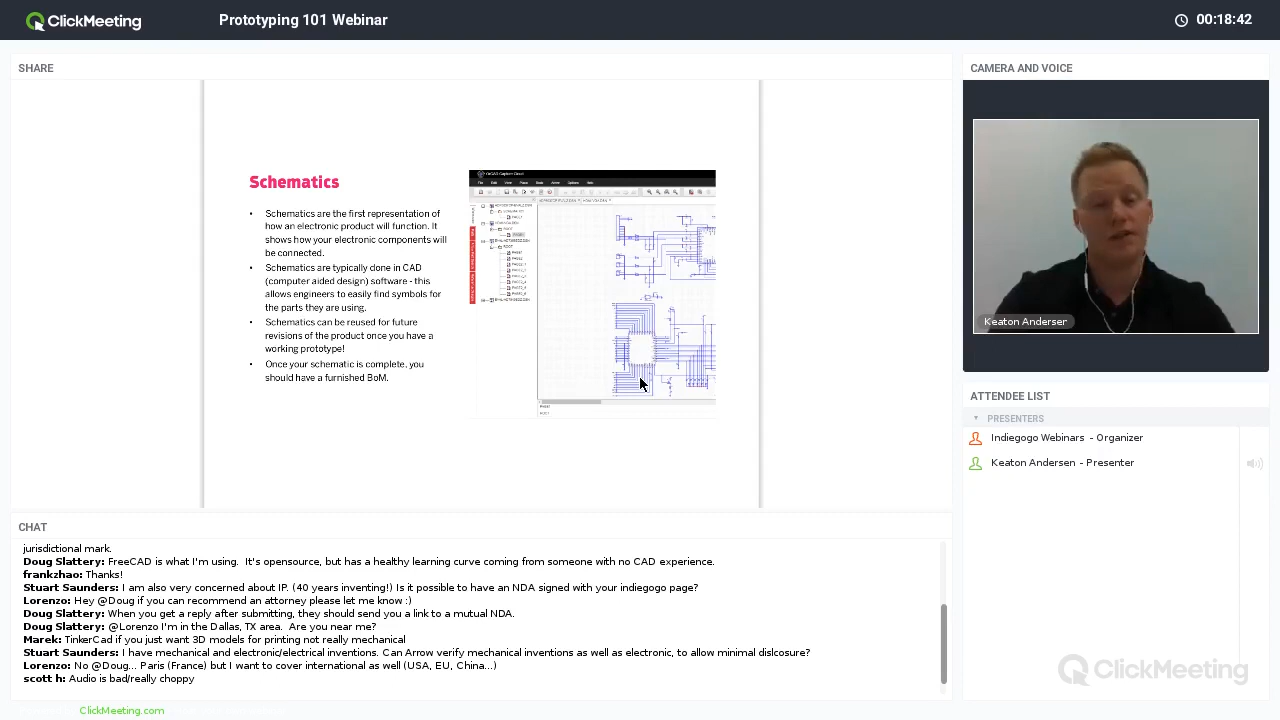 ClickMeeting
Prototyping 101 Webinar
00:18:42
SHARE
Schematics
• Schematics are the first representation of
how an electronic product will function. It
shows how your electronic components will
be connected.
• Schematics are typically done in CAD
(computer aided design) software - this
allows engineers to easily find symbols for
the parts they are using.
• Schematics can be reused for future
revisions of the product once you have a
working prototype!
• Once your schematic is complete, you
should have a furnished BoM.
OrCAD Capture Cloud
File Edit View Place Tools Options Help
CAMERA AND VOICE
Keaton Andersen
ATTENDEE LIST
PRESENTERS
Indiegogo Webinars - Organizer
Keaton Andersen - Presenter
CHAT
jurisdictional mark.
Doug Slattery: FreeCAD is what I'm using. It's opensource, but has a healthy learning curve coming from someone with no CAD experience.
frankzhao: Thanks!
Stuart Saunders: I am also very concerned about IP. (40 years inventing!) Is it possible to have an NDA signed with your indiegogo page?
Lorenzo: Hey @Doug if you can recommend an attorney please let me know :)
Doug Slattery: When you get a reply after submitting, they should send you a link to a mutual NDA.
Doug Slattery: @Lorenzo I'm in the Dallas, TX area. Are you near me?
Marek: TinkerCad if you just want 3D models for printing not really mechanical
Stuart Saunders: I have mechanical and electronic/electrical inventions. Can Arrow verify mechanical inventions as well as electronic, to allow minimal dislcosure?
Lorenzo: No @Doug... Paris (France) but I want to cover international as well (USA, EU, China...)
scott h: Audio is bad/really choppy
ClickMeeting
ClickMeeting.com